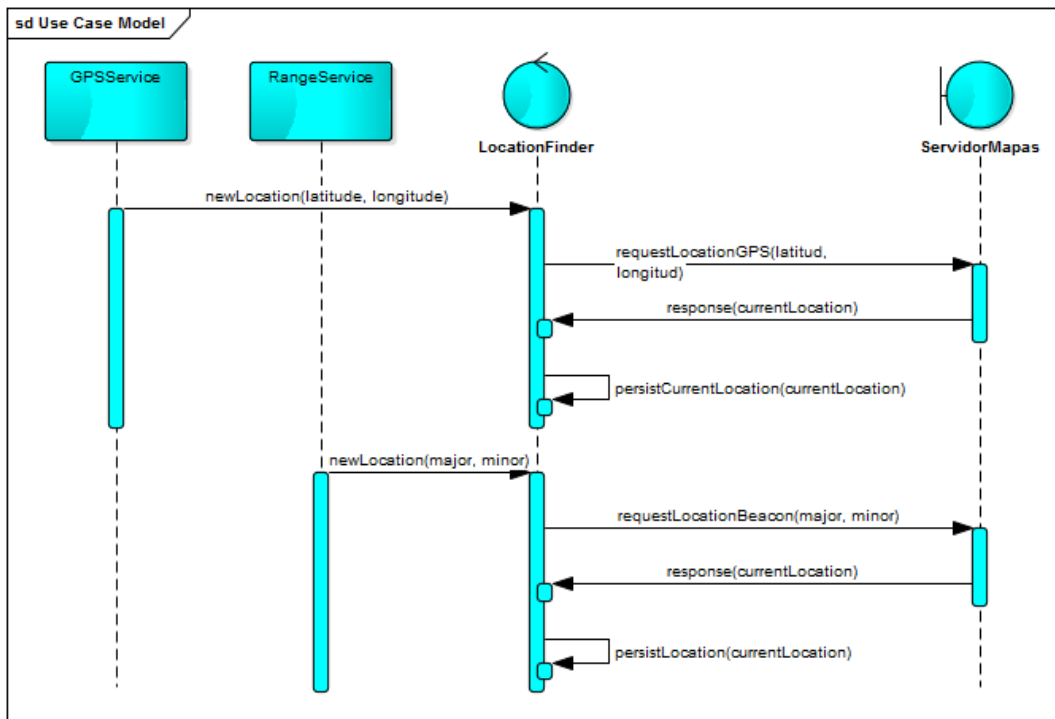 sd Use Case Model
GPSService
RangeService
LocationFinder
ServidorMapas
newLocation(latitude, longitude)
requestLocationGPS(latitud,
longitud)
response(currentLocation)
persistCurrentLocation(currentLocation)
newLocation(major, minor)
requestLocationBeacon(major, minor)
response(currentLocation)
persistLocation(currentLocation)